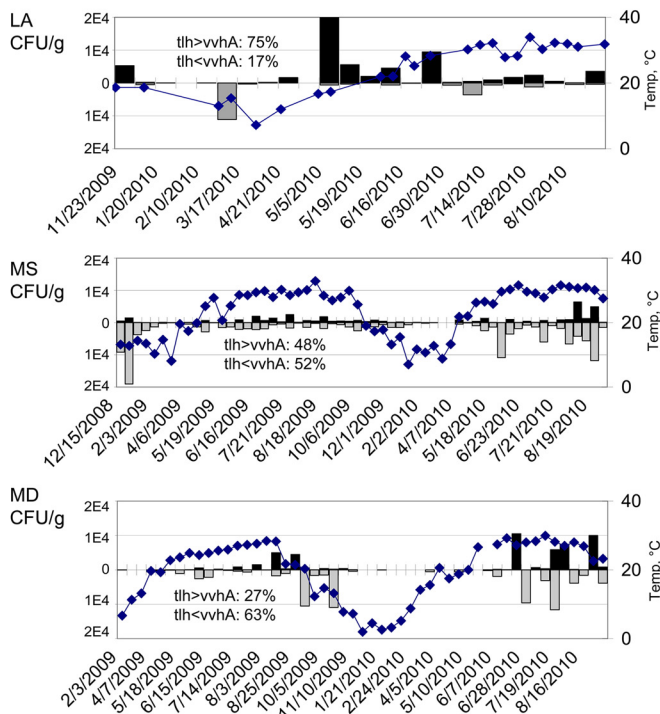 LA
CFU/g
2E4
1E4
0
1E4
2E4
tlh>vvhA: 75%
tlh<vvhA: 17%
40
20
0
Temp, °C
11/23/2009
1/20/2010
2/10/2010
3/17/2010
4/21/2010
5/5/2010
5/19/2010
6/16/2010
6/30/2010
7/14/2010
7/28/2010
8/10/2010
MS
CFU/g
2E4
1E4
0
1E4
2E4
tlh>vvhA: 48%
tlh<vvhA: 52%
40
20
0
Temp, °C
12/15/2008
2/3/2009
4/6/2009
5/19/2009
6/16/2009
7/21/2009
8/18/2009
10/6/2009
12/1/2009
2/2/2010
4/7/2010
5/18/2010
6/23/2010
7/21/2010
8/19/2010
MD
CFU/g
2E4
1E4
0
1E4
2E4
tlh>vvhA: 27%
tlh<vvhA: 63%
40
20
0
Temp, °C
2/3/2009
4/7/2009
5/18/2009
6/15/2009
7/14/2009
8/3/2009
8/25/2009
10/5/2009
11/10/2009
1/21/2010
2/24/2010
4/5/2010
5/10/2010
6/7/2010
6/28/2010
7/19/2010
8/16/2010